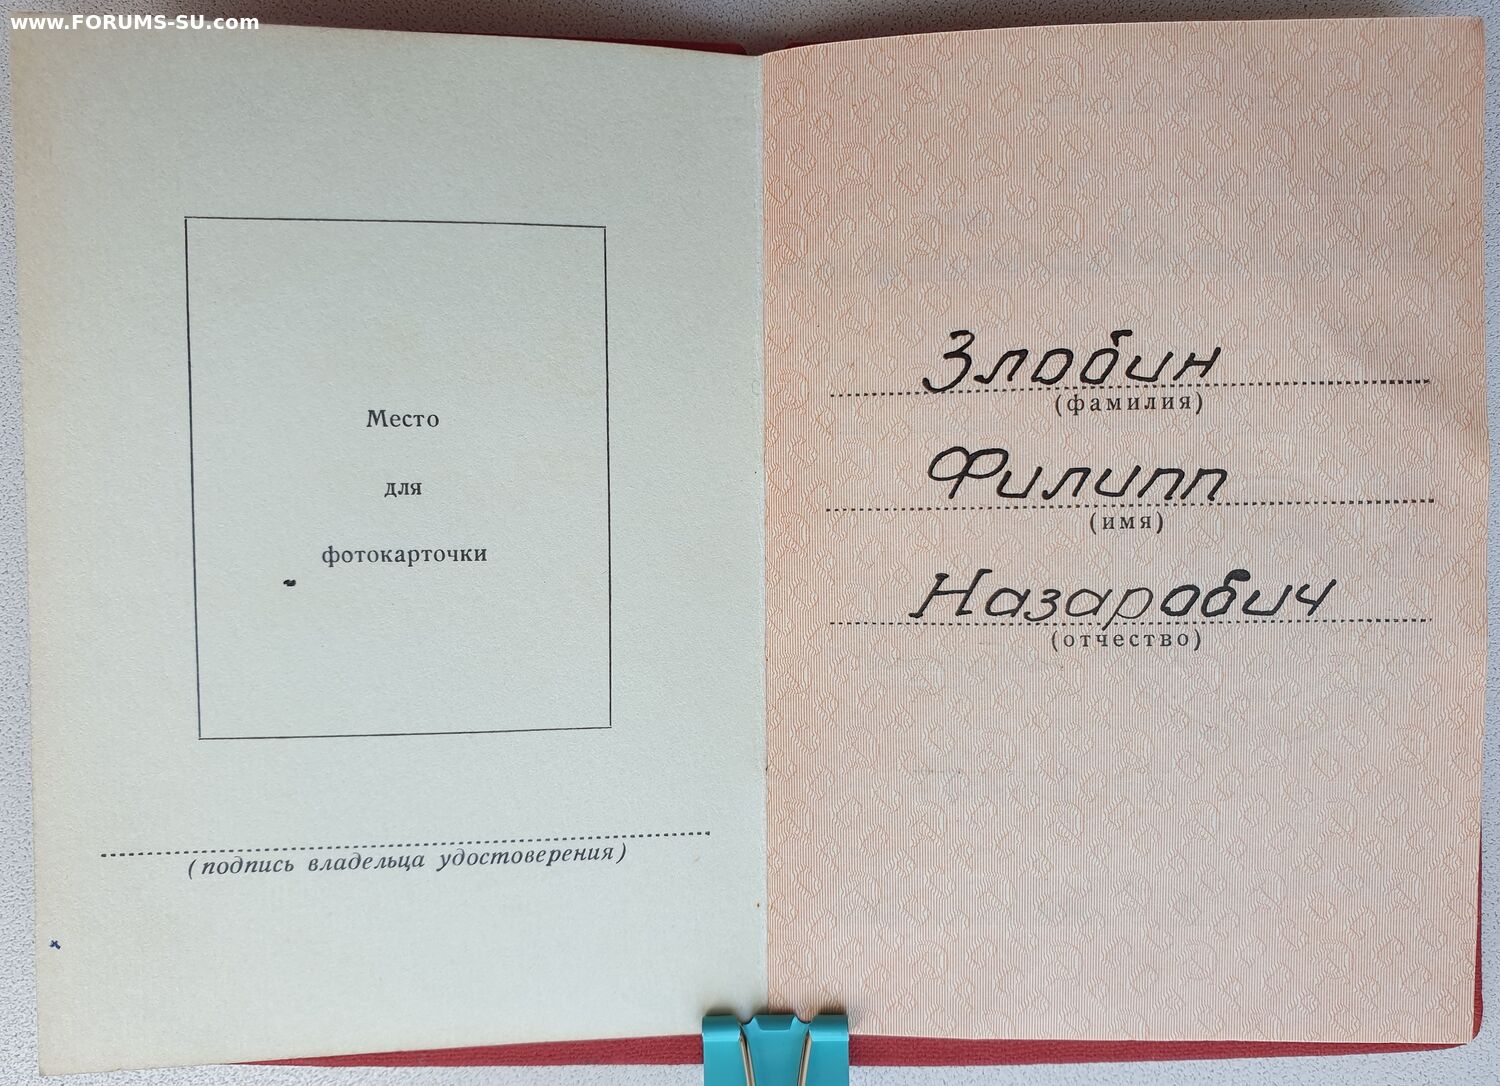 www.FORUMS-SU.com
Место
для
фотокарточки
(подпись владельца удостоверения)
Злобин
(фамилия)
Филипп
(имя)
Назарович
(отчество)